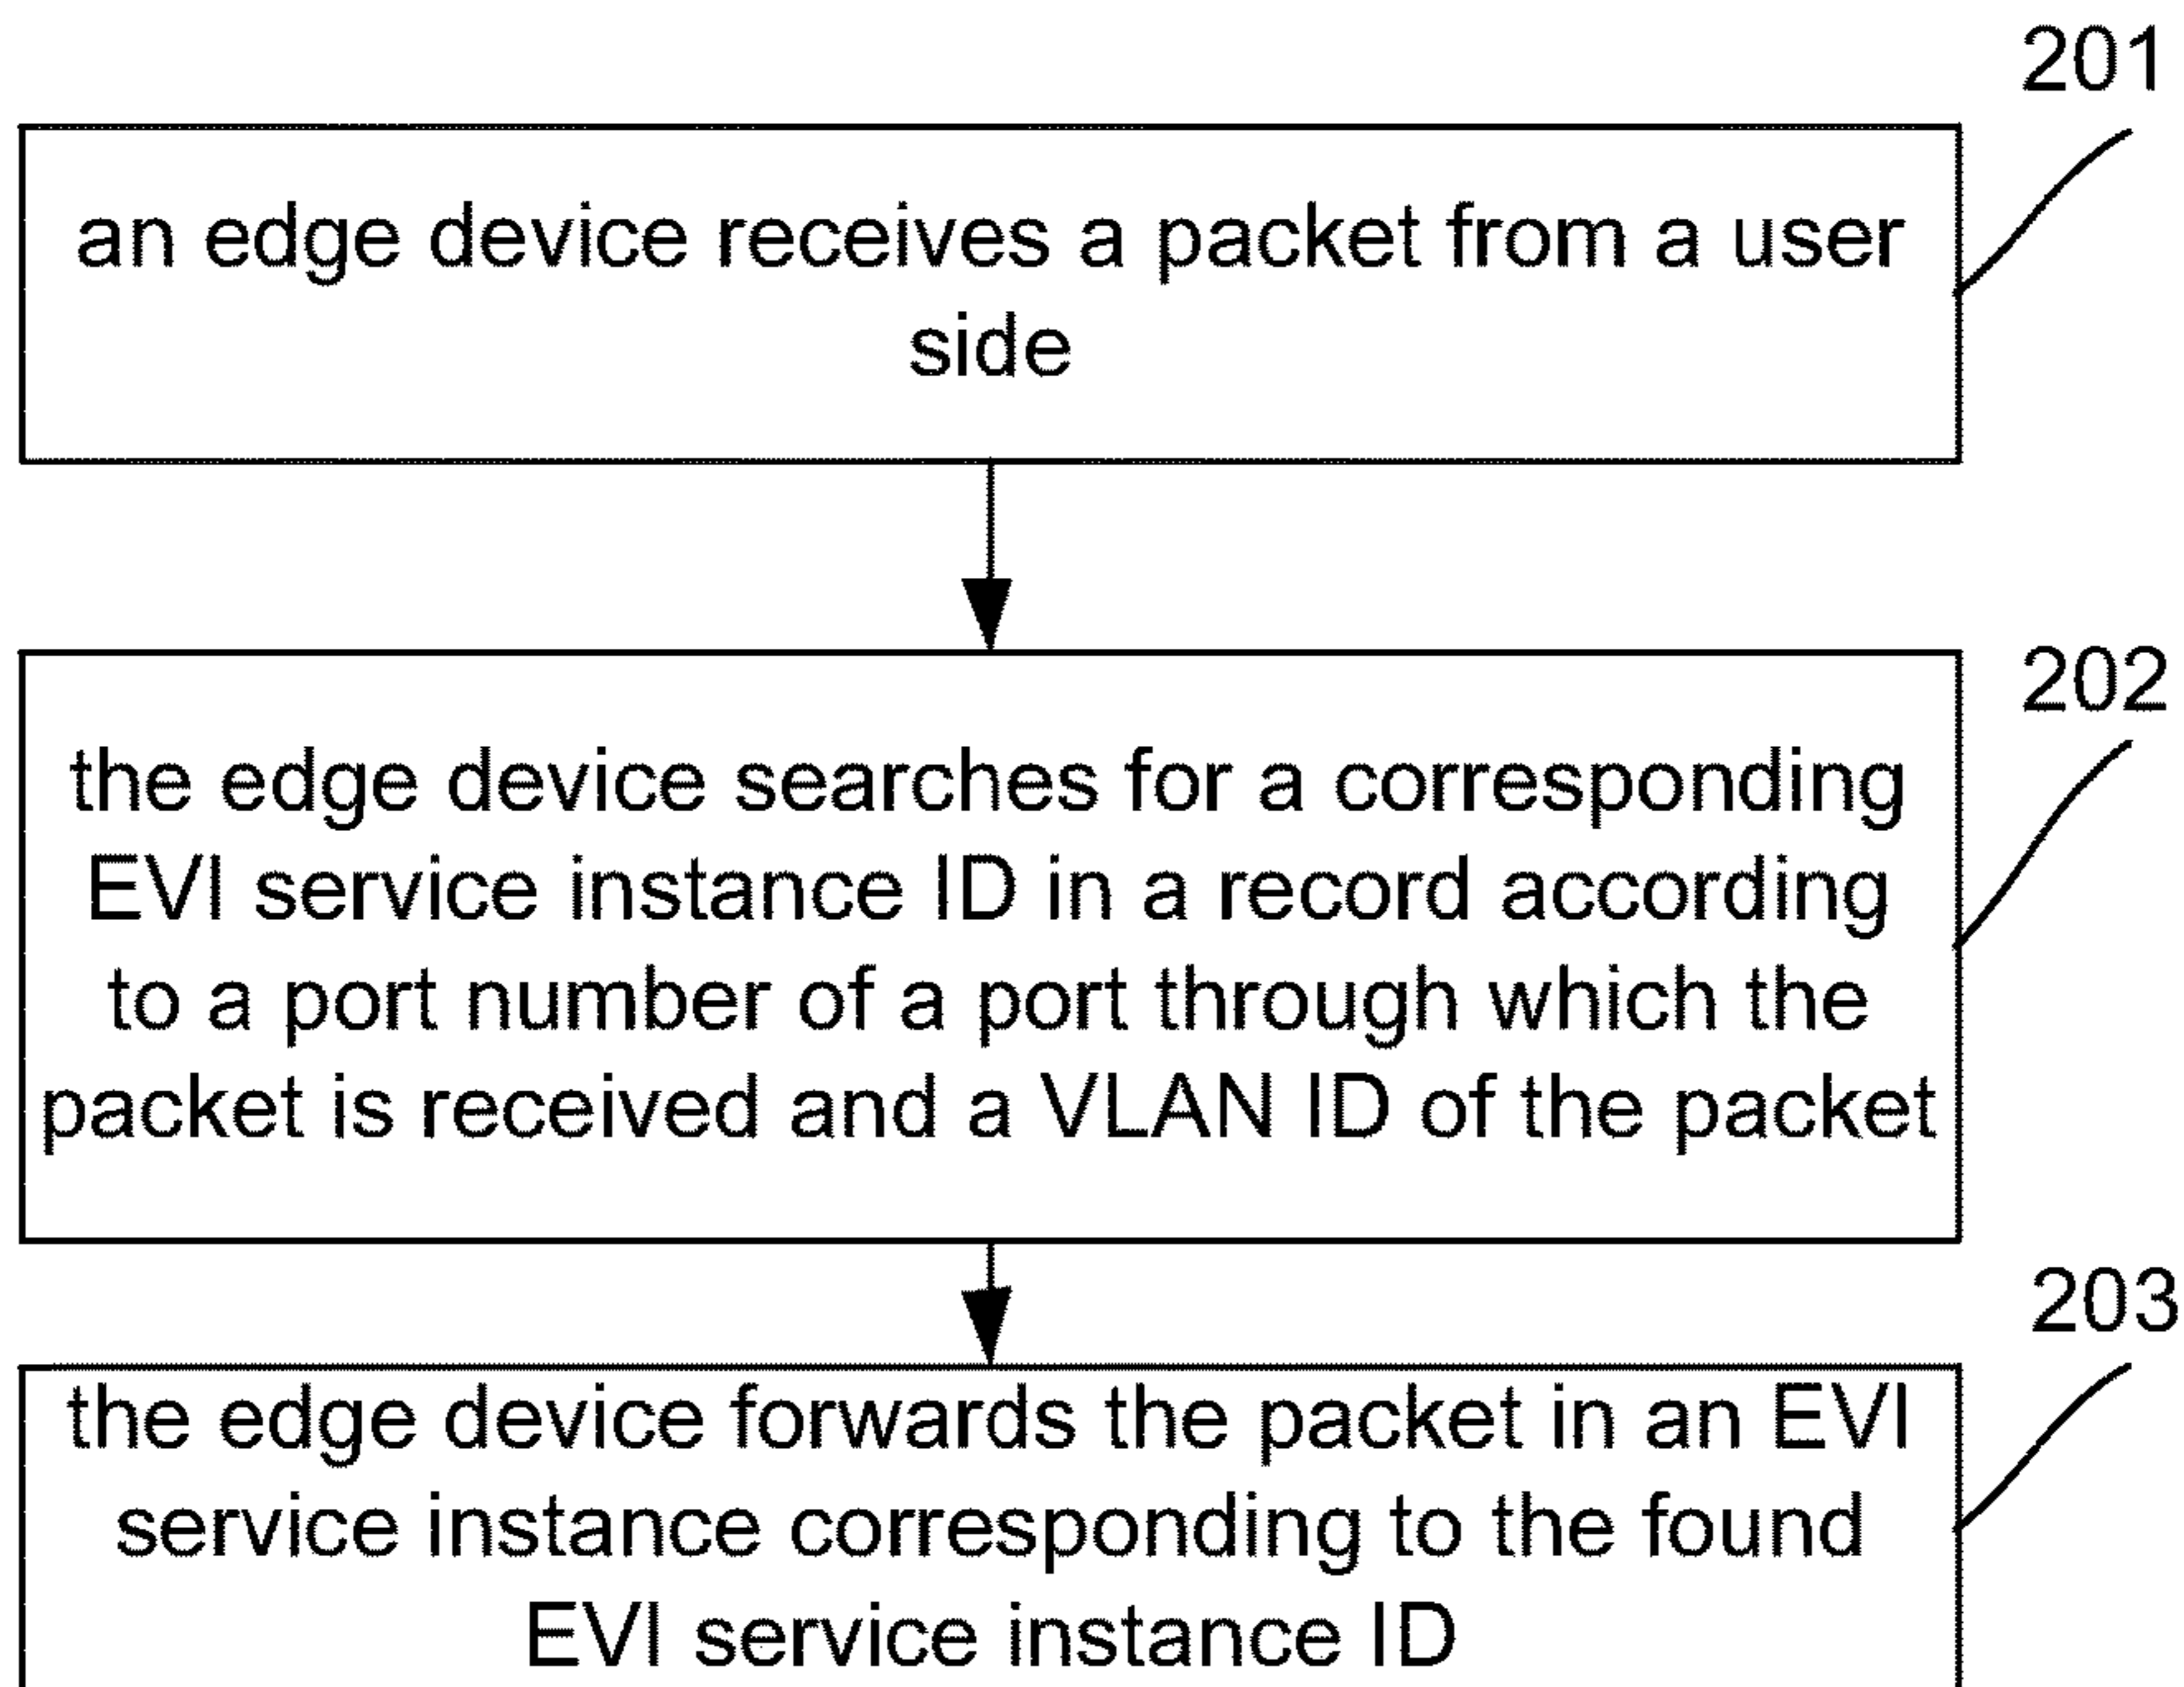 201
an edge device receives a packet from a user
side
202
the edge device searches for a corresponding
EVI service instance ID in a record according
to a port number of a port through which the
packet is received and a VLAN ID of the packet
203
the edge device forwards the packet in an EVI
service instance corresponding to the found
EVI service instance ID